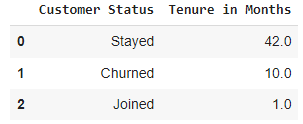 Customer Status Tenure in Months
0 Stayed 42.0
1 Churned 10.0
2 Joined 1.0